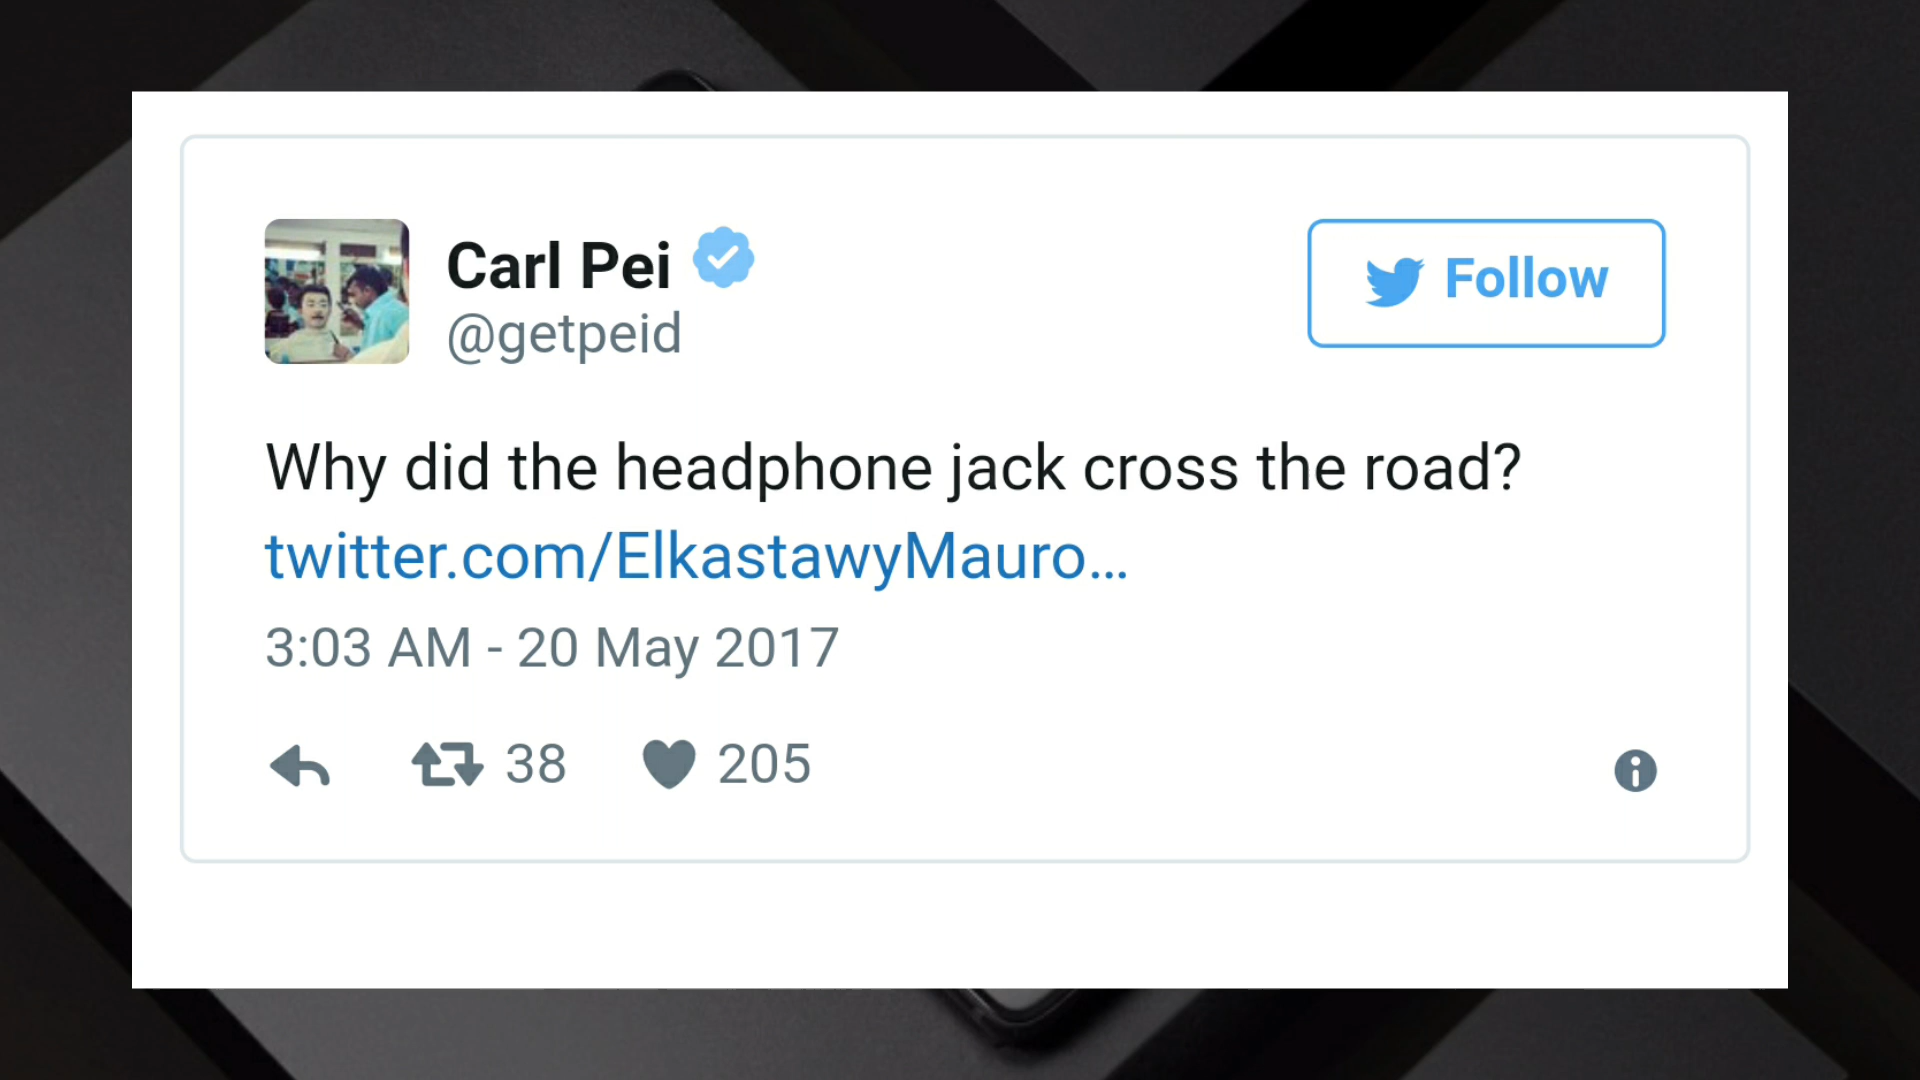 Carl Pei
@getpeid
Follow
Why did the headphone jack cross the road?
twitter.com/ElkastawyMauro…
3:03 AM - 20 May 2017
38 205